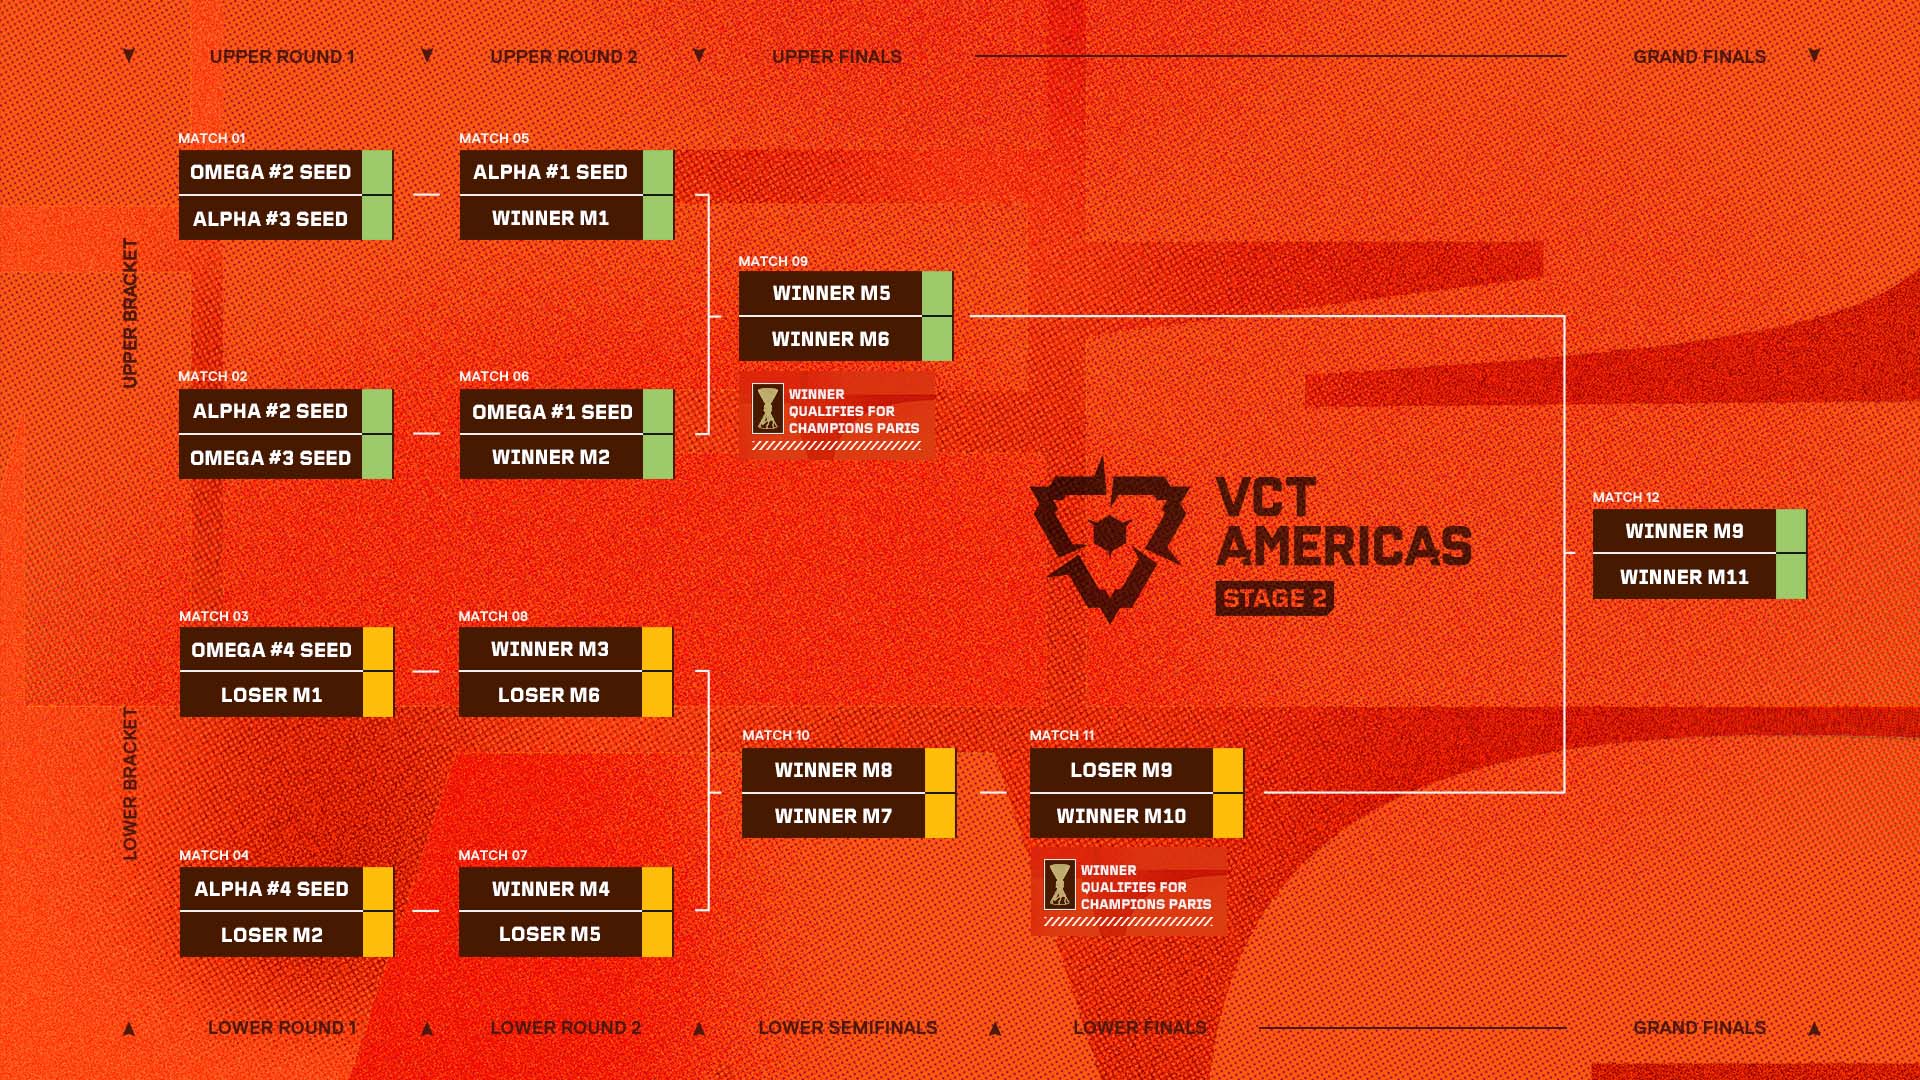 UPPER ROUND 1
UPPER ROUND 2
UPPER FINALS
GRAND FINALS
UPPER BRACKET
MATCH 01
OMEGA #2 SEED
ALPHA #3 SEED
MATCH 05
ALPHA #1 SEED
WINNER M1
MATCH 09
WINNER M5
WINNER M6
WINNER
QUALIFIES FOR
CHAMPIONS PARIS
MATCH 02
ALPHA #2 SEED
OMEGA #3 SEED
MATCH 06
OMEGA #1 SEED
WINNER M2
VCT
AMERICAS
STAGE 2
MATCH 12
WINNER M9
WINNER M11
LOWER BRACKET
MATCH 03
OMEGA #4 SEED
LOSER M1
MATCH 08
WINNER M3
LOSER M6
MATCH 10
WINNER M8
WINNER M7
MATCH 11
LOSER M9
WINNER M10
WINNER
QUALIFIES FOR
CHAMPIONS PARIS
MATCH 04
ALPHA #4 SEED
LOSER M2
MATCH 07
WINNER M4
LOSER M5
LOWER ROUND 1
LOWER ROUND 2
LOWER SEMIFINALS
LOWER FINALS
GRAND FINALS